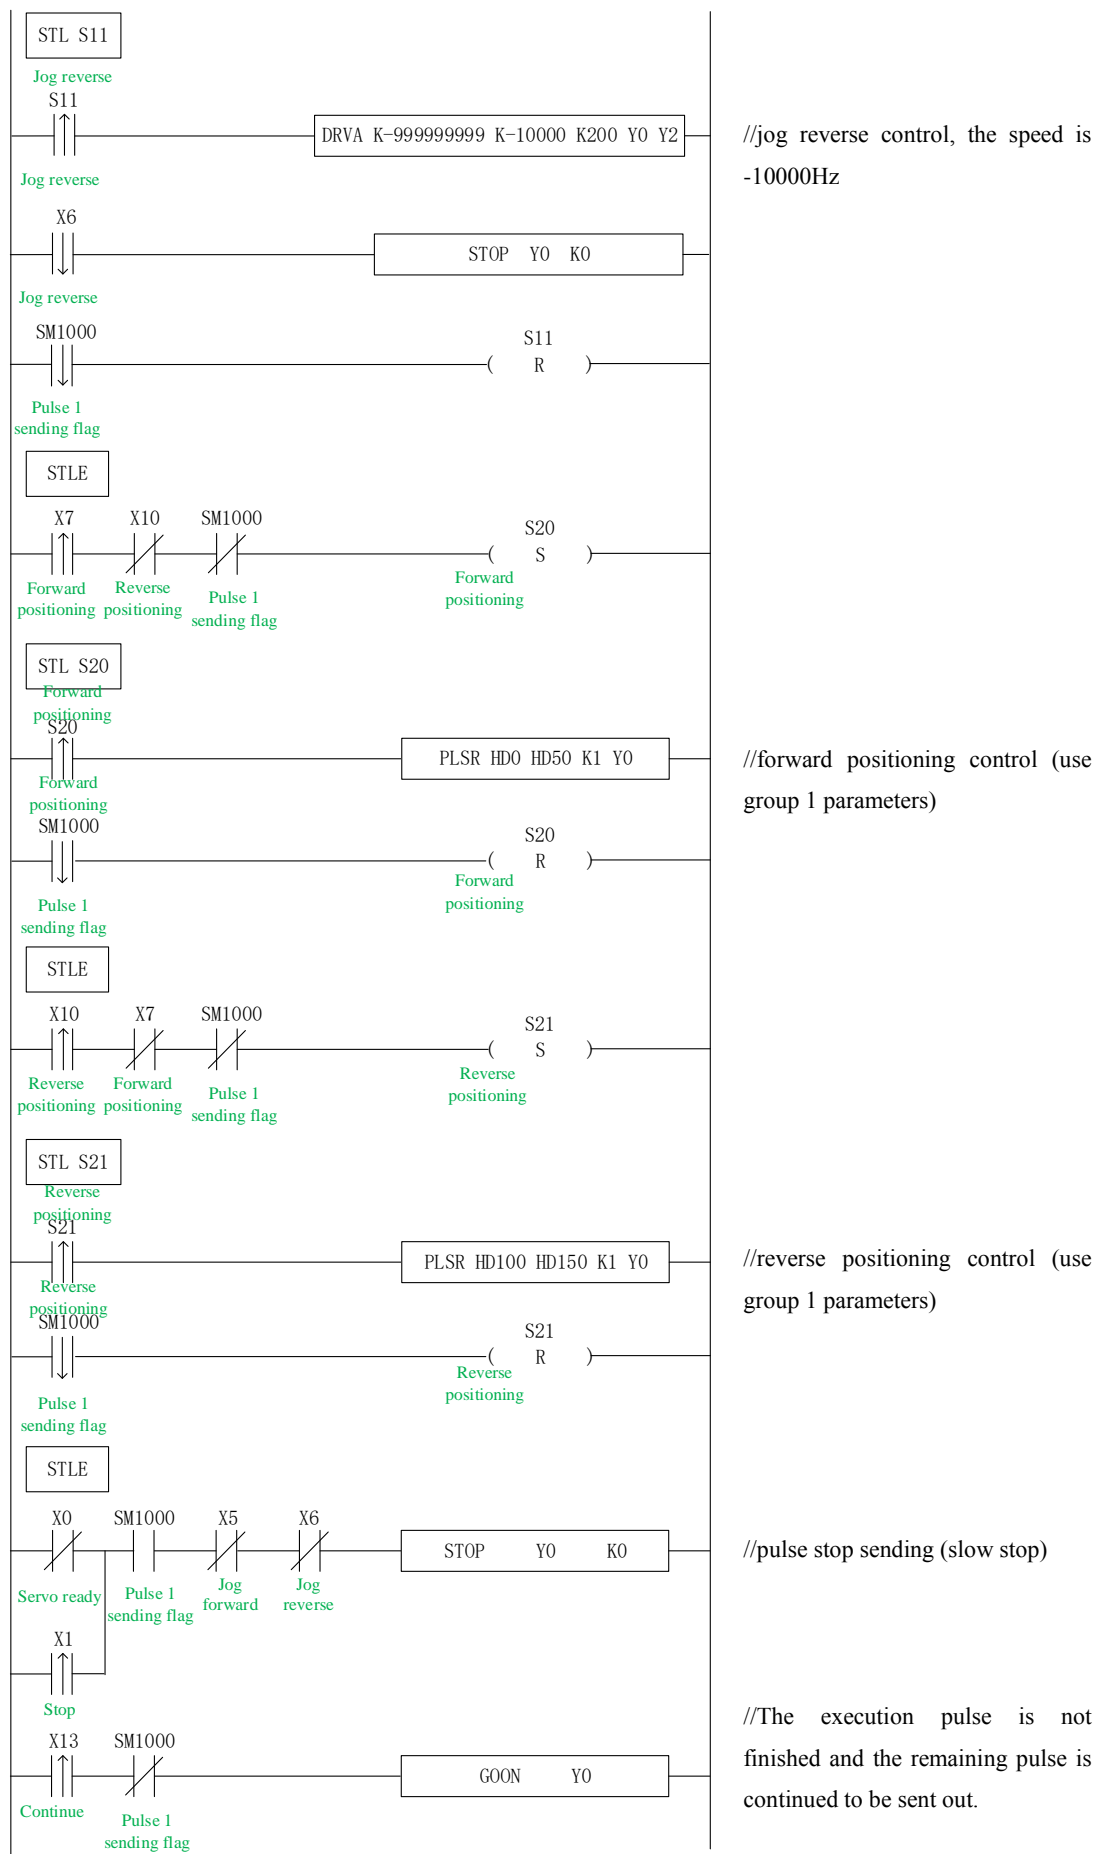 STL S11
Jog reverse
S11
DRVA K-999999999 K-10000 K200 Y0 Y2
//jog reverse control, the speed is
-10000Hz
Jog reverse
X6
STOP Y0 K0
Jog reverse
SM1000
S11
( R )
Pulse 1
sending flag
STLE
X7 X10 SM1000
S20
( S )
Forward
positioning
Reverse
positioning
Pulse 1
sending flag
Forward
positioning
STL S20
Forward
positioning
S20
PLSR HD0 HD50 K1 Y0
//forward positioning control (use
group 1 parameters)
Forward
positioning
SM1000
S20
( R )
Forward
positioning
Pulse 1
sending flag
STLE
X10 X7 SM1000
S21
( S )
Reverse
positioning
Forward
positioning
Pulse 1
sending flag
Reverse
positioning
STL S21
Reverse
positioning
S21
PLSR HD100 HD150 K1 Y0
//reverse positioning control (use
group 1 parameters)
Reverse
positioning
SM1000
S21
( R )
Reverse
positioning
Pulse 1
sending flag
STLE
X0 SM1000 X5 X6
STOP Y0 K0
//pulse stop sending (slow stop)
Servo ready
Pulse 1
sending flag
Jog
forward
Jog
reverse
X1
Stop
X13 SM1000
GOON Y0
//The execution pulse is not
finished and the remaining pulse is
continued to be sent out.
Continue
Pulse 1
sending flag